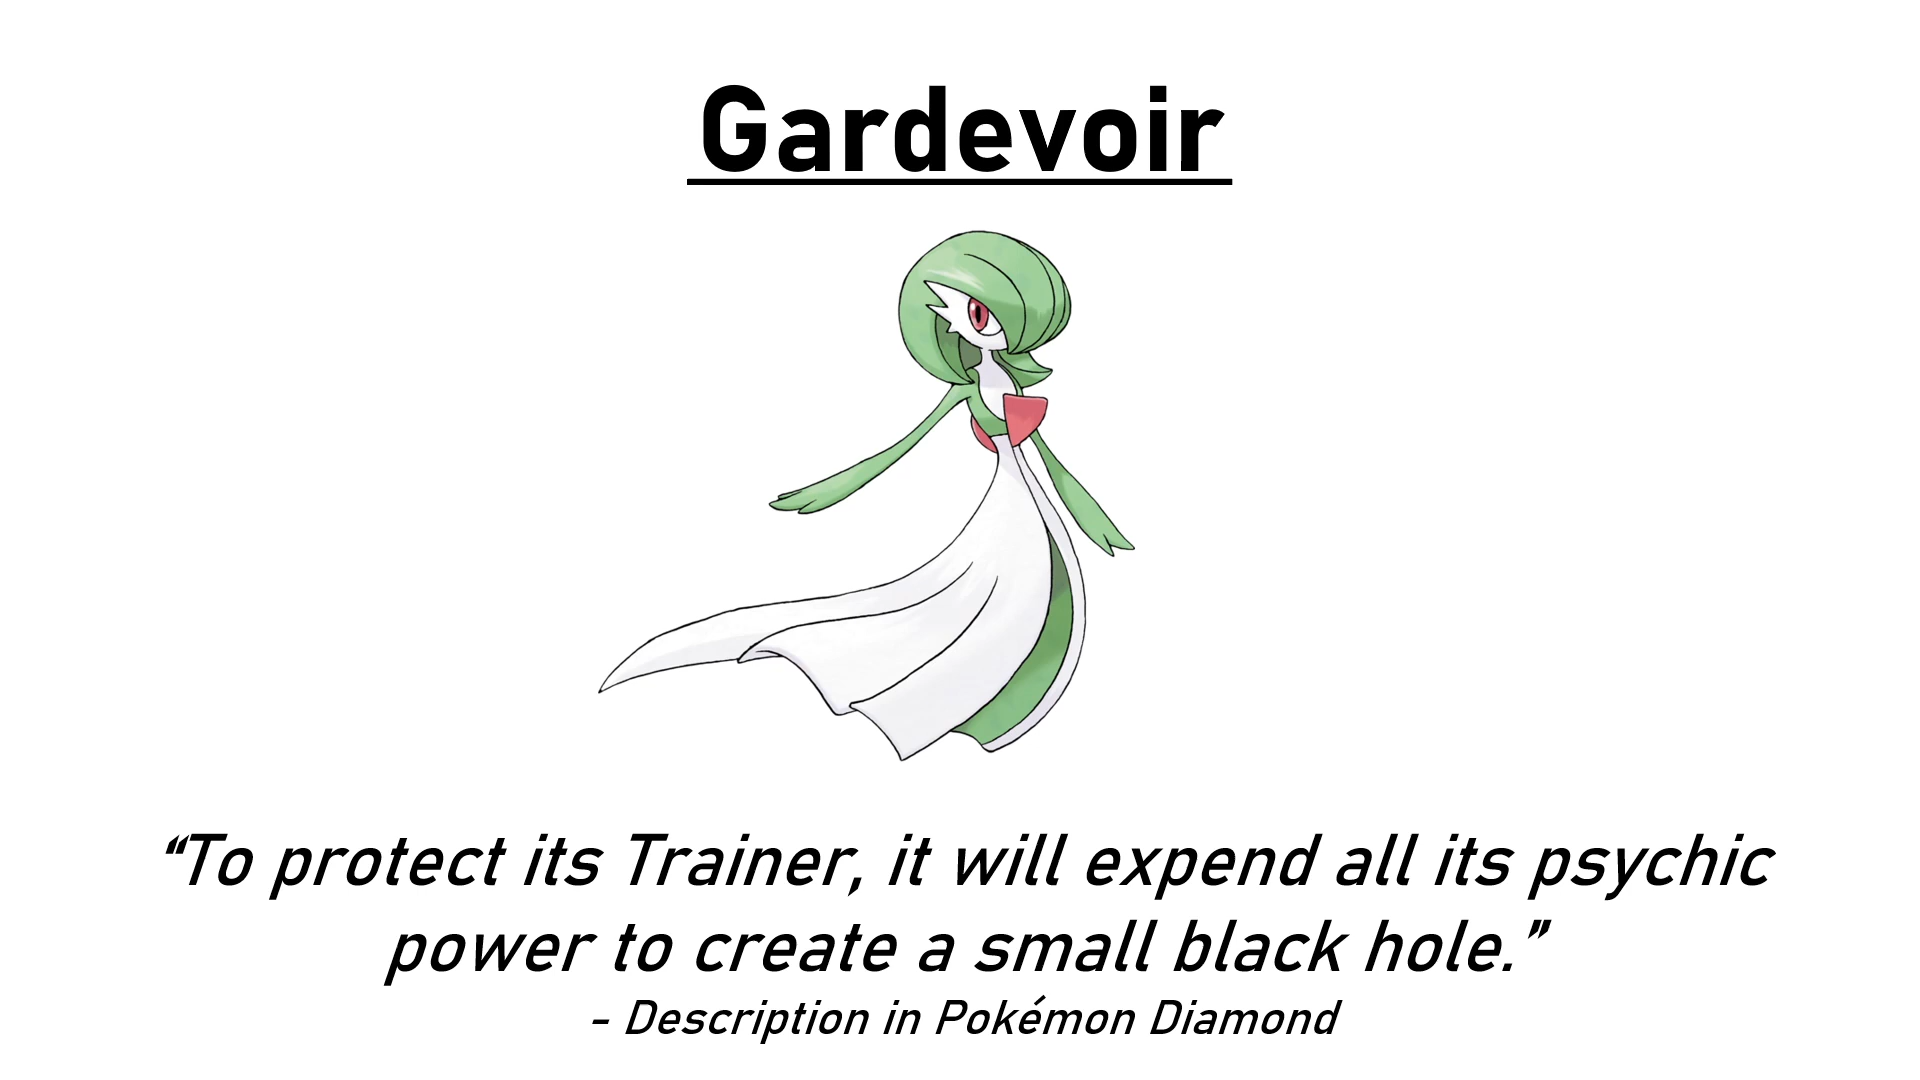 Gardevoir
“To protect its Trainer, it will expend all its psychic
power to create a small black hole.”
- Description in Pokémon Diamond